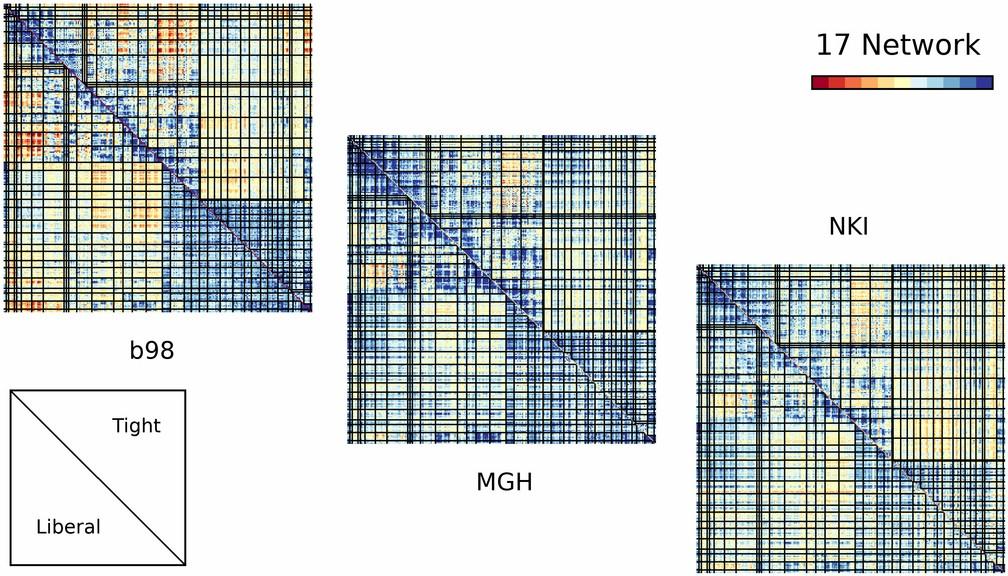 17 Network
NKI
b98
Tight
MGH
Liberal